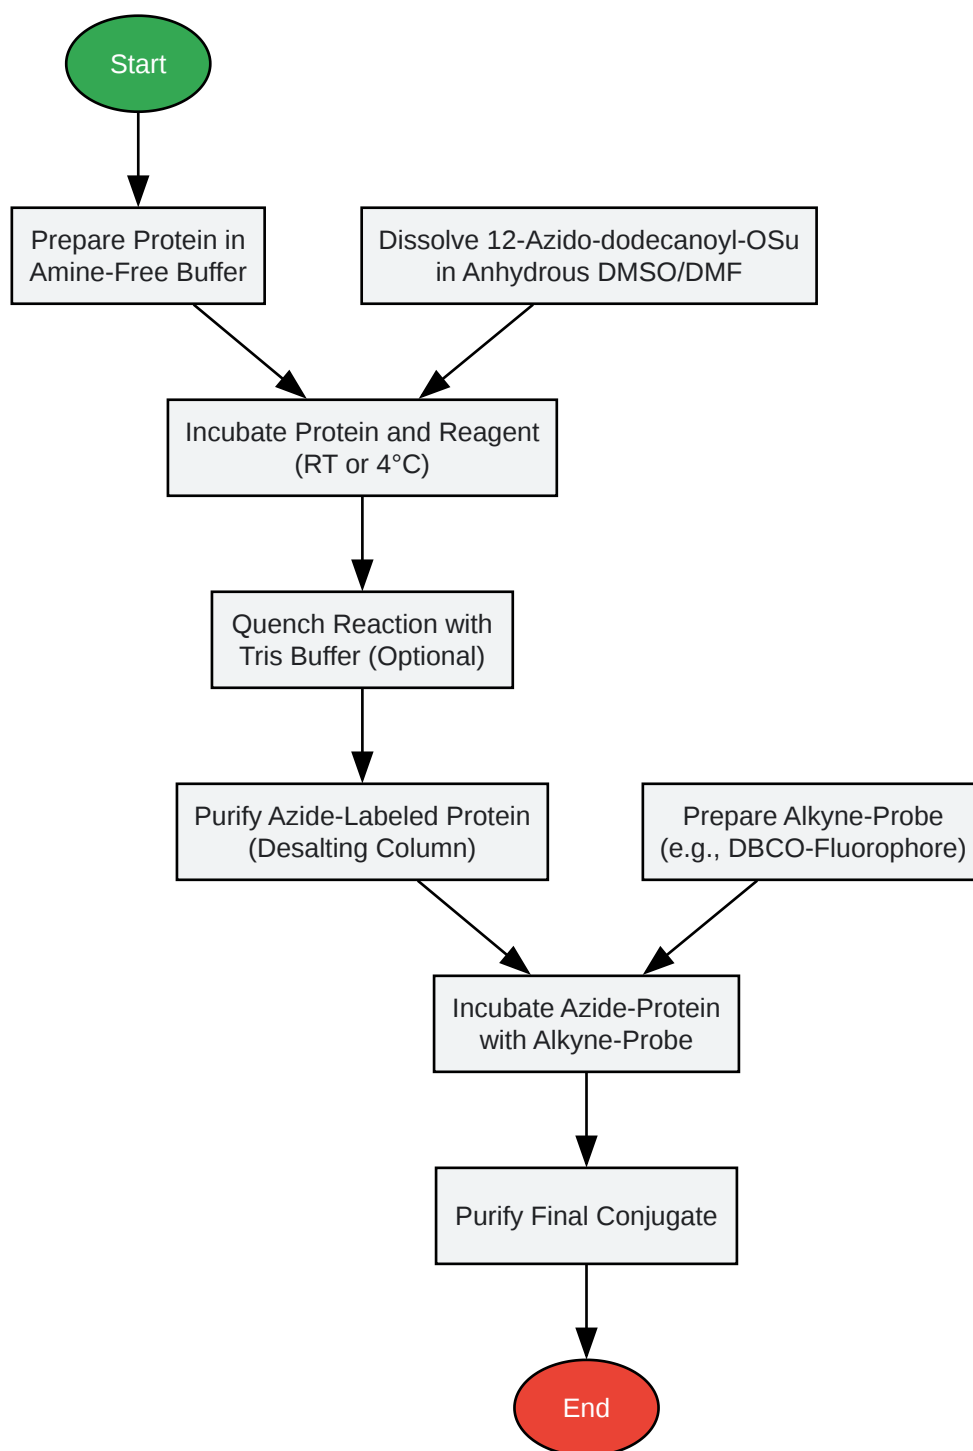 Start
Prepare Protein in
Amine-Free Buffer
Dissolve 12-Azido-dodecanoyl-OSu
in Anhydrous DMSO/DMF
Incubate Protein and Reagent
(RT or 4°C)
Quench Reaction with
Tris Buffer (Optional)
Purify Azide-Labeled Protein
(Desalting Column)
Prepare Alkyne-Probe
(e.g., DBCO-Fluorophore)
Incubate Azide-Protein
with Alkyne-Probe
Purify Final Conjugate
End